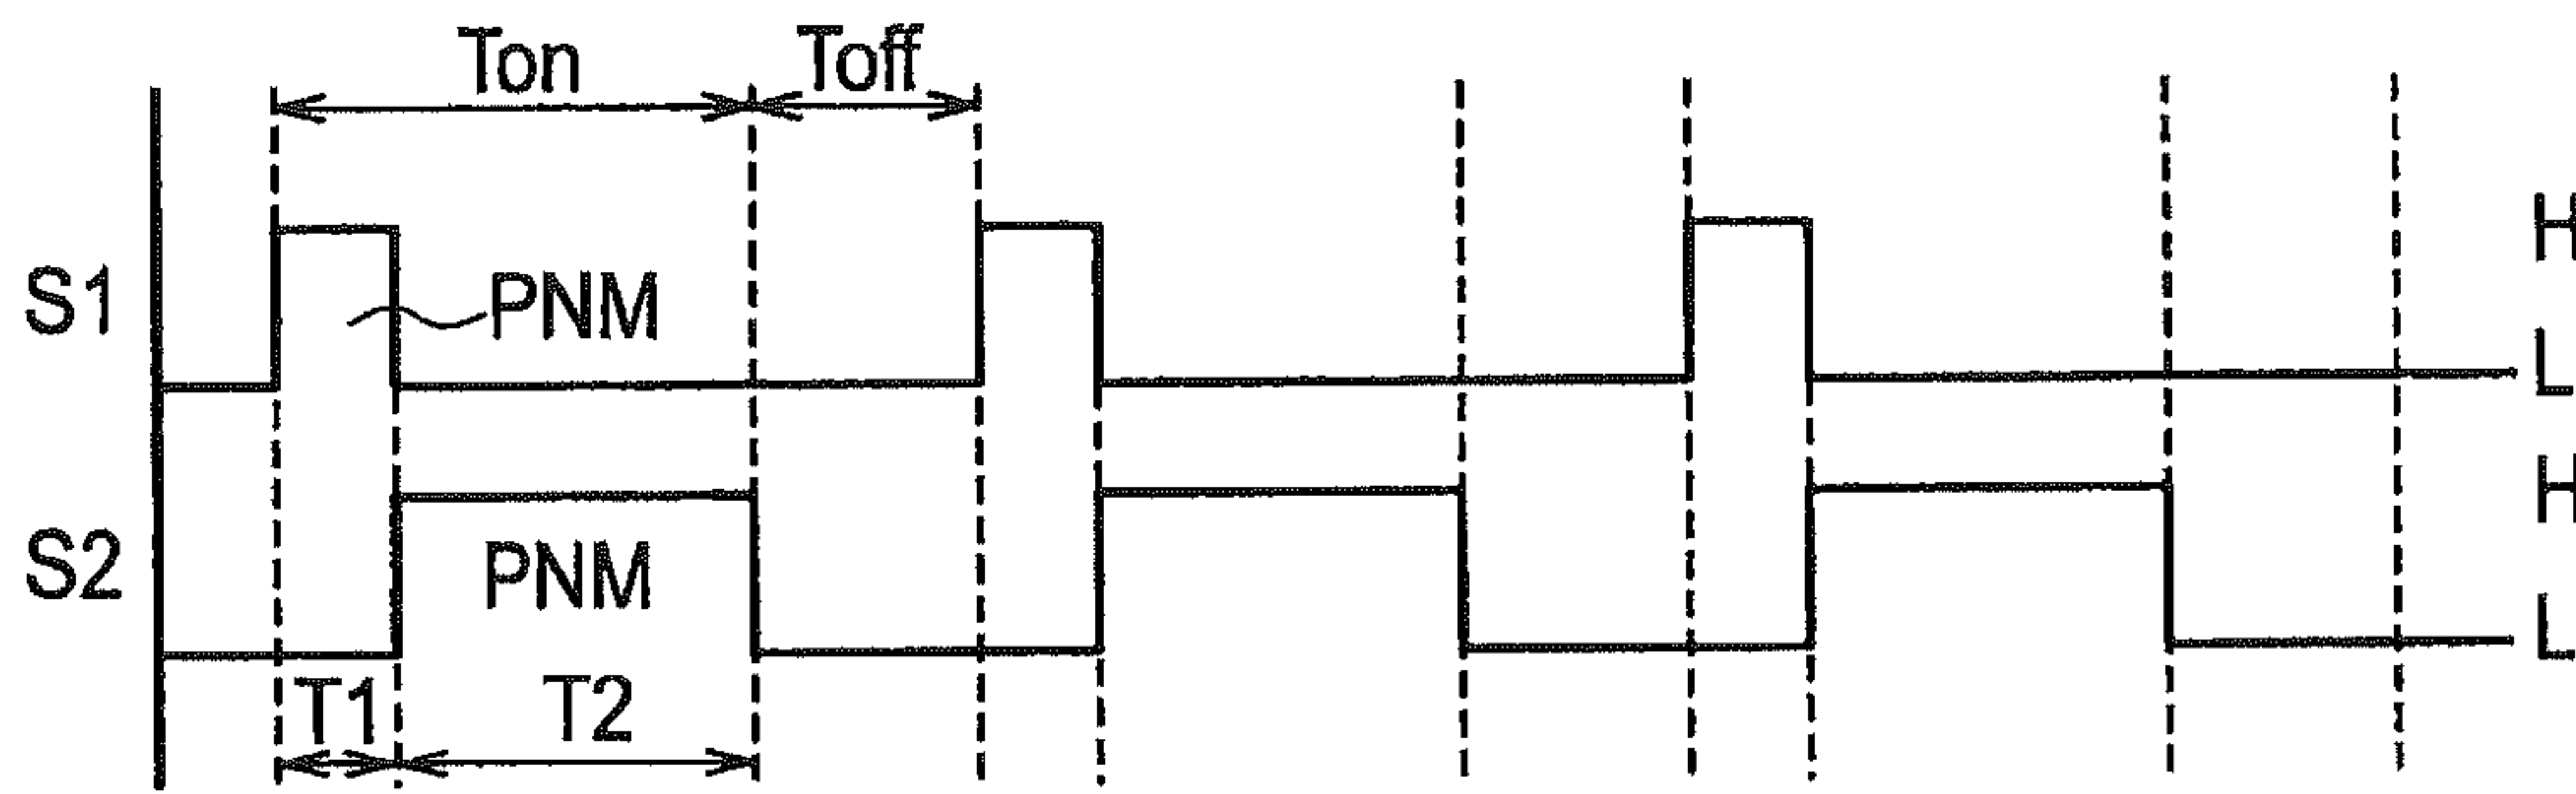 Ton Toff
H
S1 PNM
L
H
S2 PNM
L
T1 T2